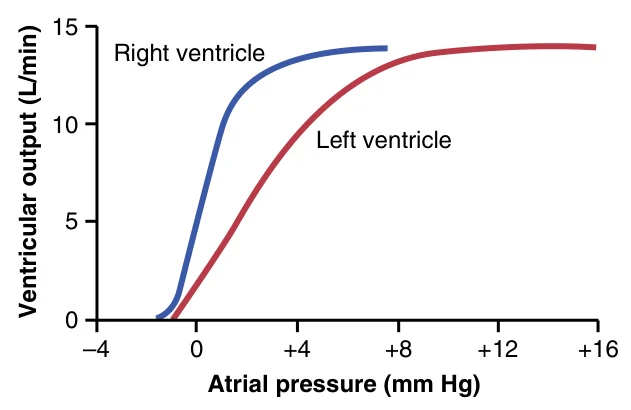 Ventricular output (L/min)
15
10
5
0
Right ventricle
Left ventricle
–4
0
+4
+8
+12
+16
Atrial pressure (mm Hg)